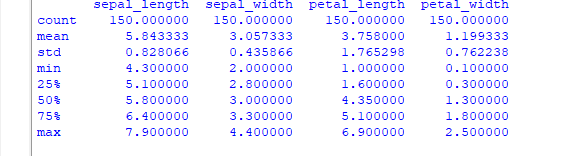 sepal_length sepal_width petal_length petal_width
count 150.000000 150.000000 150.000000 150.000000
mean 5.843333 3.057333 3.758000 1.199333
std 0.828066 0.435866 1.765298 0.762238
min 4.300000 2.000000 1.000000 0.100000
25% 5.100000 2.800000 1.600000 0.300000
50% 5.800000 3.000000 4.350000 1.300000
75% 6.400000 3.300000 5.100000 1.800000
max 7.900000 4.400000 6.900000 2.500000